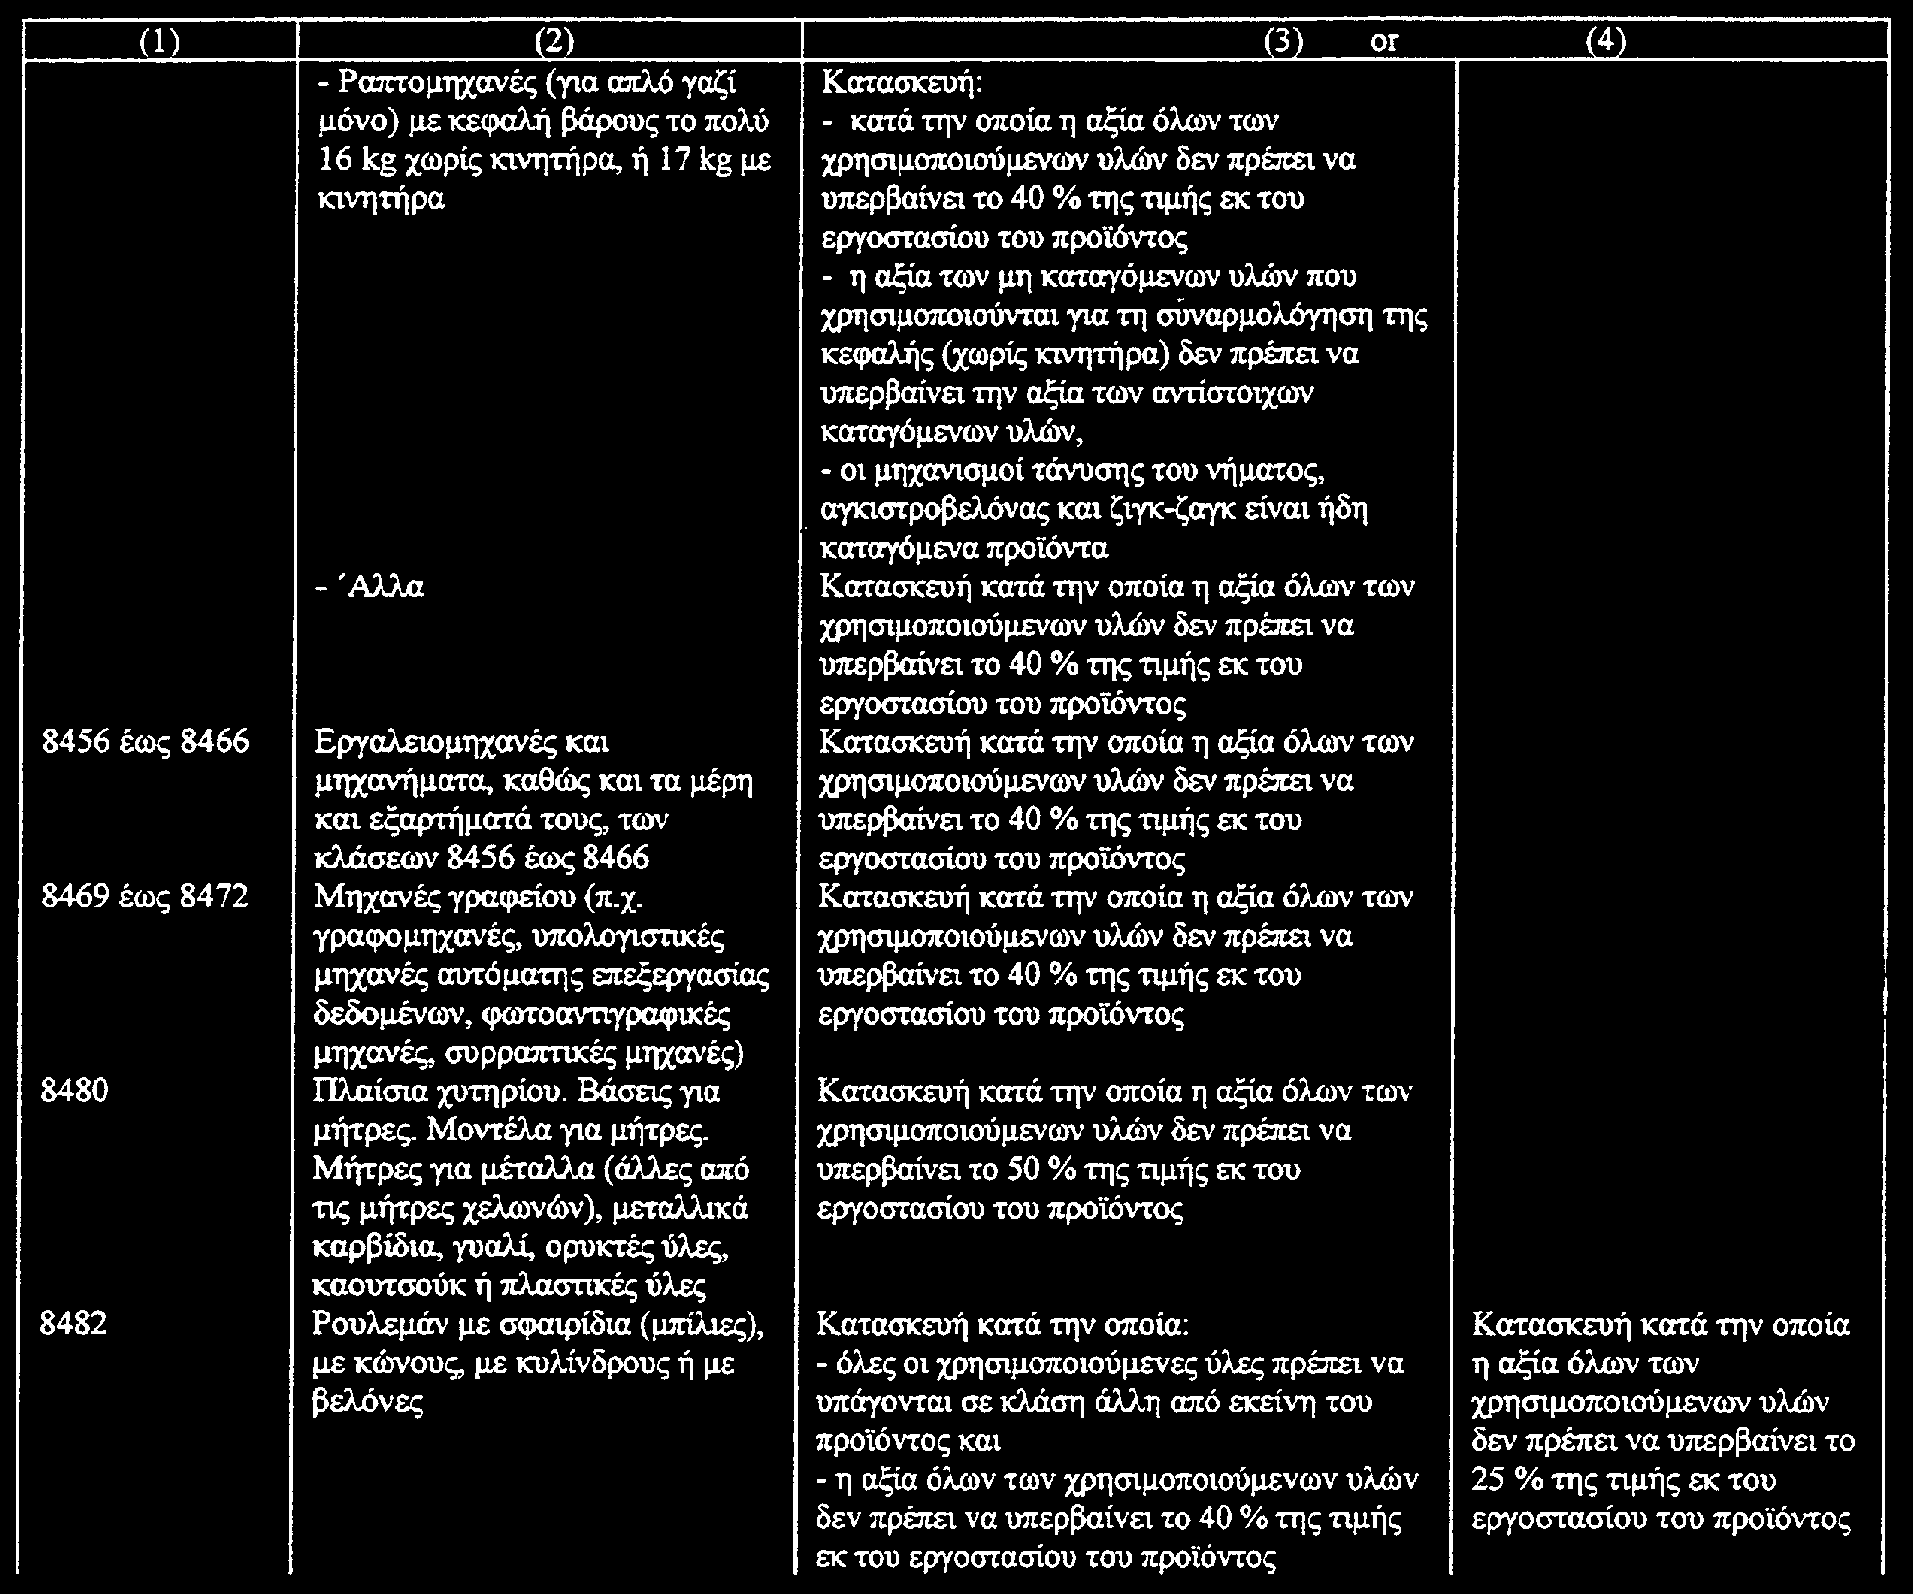 (1) (2) (3) or (4)
- Ραπτομηχανές (για απλό γαζί
μόνο) με κεφαλή βάρους το πολύ
16 kg χωρίς κινητήρα, ή 17 kg με
κινητήρα
Κατασκευή:
- κατά την οποία η αξία όλων των
χρησιμοποιούμενων υλών δεν πρέπει να
υπερβαίνει το 40 % της τιμής εκ του
εργοστασίου του προϊόντος
- η αξία των μη καταγόμενων υλών που
χρησιμοποιούνται για τη συναρμολόγηση της
κεφαλής (χωρίς κινητήρα) δεν πρέπει να
υπερβαίνει την αξία των αντίστοιχων
καταγόμενων υλών,
- οι μηχανισμοί τάνυσης του νήματος,
αγκιστροβελόνας και ζιγκ-ζαγκ είναι ήδη
καταγόμενα προϊόντα
- Άλλα
Κατασκευή κατά την οποία η αξία όλων των
χρησιμοποιούμενων υλών δεν πρέπει να
υπερβαίνει το 40 % της τιμής εκ του
εργοστασίου του προϊόντος
8456 έως 8466
Εργαλειομηχανές και
μηχανήματα, καθώς και τα μέρη
και εξαρτήματά τους, των
κλάσεων 8456 έως 8466
Κατασκευή κατά την οποία η αξία όλων των
χρησιμοποιούμενων υλών δεν πρέπει να
υπερβαίνει το 40 % της τιμής εκ του
εργοστασίου του προϊόντος
8469 έως 8472
Μηχανές γραφείου (π.χ.
γραφομηχανές, υπολογιστικές
μηχανές αυτόματης επεξεργασίας
δεδομένων, φωτοαντιγραφικές
μηχανές, συρραπτικές μηχανές)
Κατασκευή κατά την οποία η αξία όλων των
χρησιμοποιούμενων υλών δεν πρέπει να
υπερβαίνει το 40 % της τιμής εκ του
εργοστασίου του προϊόντος
8480
Πλαίσια χυτηρίου. Βάσεις για
μήτρες. Μοντέλα για μήτρες.
Μήτρες για μέταλλα (άλλες από
τις μήτρες χελωνών), μεταλλικά
καρβίδια, γυαλί, ορυκτές ύλες,
καουτσούκ ή πλαστικές ύλες
Κατασκευή κατά την οποία η αξία όλων των
χρησιμοποιούμενων υλών δεν πρέπει να
υπερβαίνει το 50 % της τιμής εκ του
εργοστασίου του προϊόντος
8482
Ρουλεμάν με σφαιρίδια (μπίλιες),
με κώνους, με κυλίνδρους ή με
βελόνες
Κατασκευή κατά την οποία:
- όλες οι χρησιμοποιούμενες ύλες πρέπει να
υπάγονται σε κλάση άλλη από εκείνη του
προϊόντος και
- η αξία όλων των χρησιμοποιούμενων υλών
δεν πρέπει να υπερβαίνει το 40 % της τιμής
εκ του εργοστασίου του προϊόντος
Κατασκευή κατά την οποία
η αξία όλων των
χρησιμοποιούμενων υλών
δεν πρέπει να υπερβαίνει το
25 % της τιμής εκ του
εργοστασίου του προϊόντος